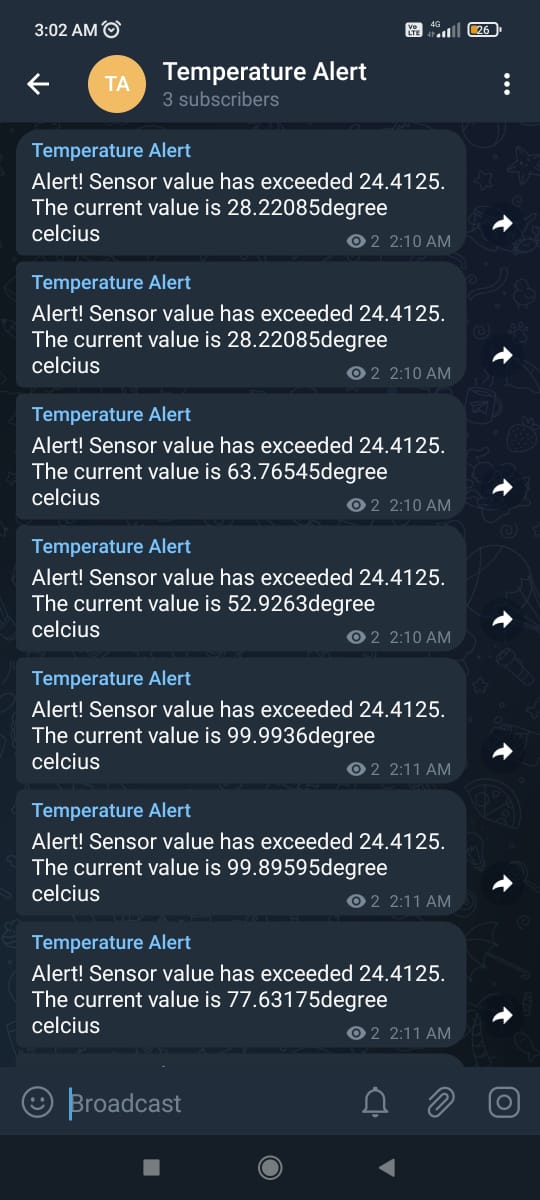 3:02 AM
Vo LTE 4G 26
TA
Temperature Alert
3 subscribers
Temperature Alert
Alert! Sensor value has exceeded 24.4125.
The current value is 28.22085degree
celcius
2 2:10 AM
Temperature Alert
Alert! Sensor value has exceeded 24.4125.
The current value is 28.22085degree
celcius
2 2:10 AM
Temperature Alert
Alert! Sensor value has exceeded 24.4125.
The current value is 63.76545degree
celcius
2 2:10 AM
Temperature Alert
Alert! Sensor value has exceeded 24.4125.
The current value is 52.9263degree
celcius
2 2:10 AM
Temperature Alert
Alert! Sensor value has exceeded 24.4125.
The current value is 99.9936degree
celcius
2 2:11 AM
Temperature Alert
Alert! Sensor value has exceeded 24.4125.
The current value is 99.89595degree
celcius
2 2:11 AM
Temperature Alert
Alert! Sensor value has exceeded 24.4125.
The current value is 77.63175degree
celcius
2 2:11 AM
Broadcast